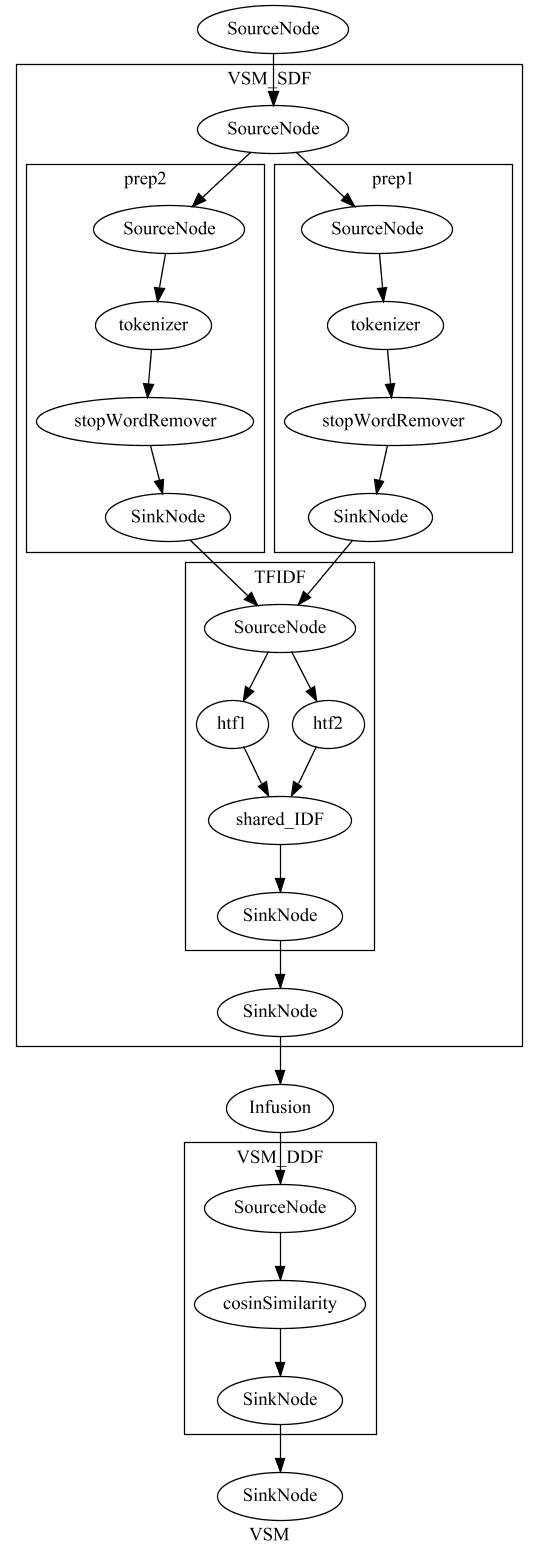 SourceNode
VSM_SDF
SourceNode
prep2
prep1
SourceNode
SourceNode
tokenizer
tokenizer
stopWordRemover
stopWordRemover
SinkNode
SinkNode
TFIDF
SourceNode
htf1
htf2
shared_IDF
SinkNode
SinkNode
Infusion
VSM_DDF
SourceNode
cosinSimilarity
SinkNode
SinkNode
VSM